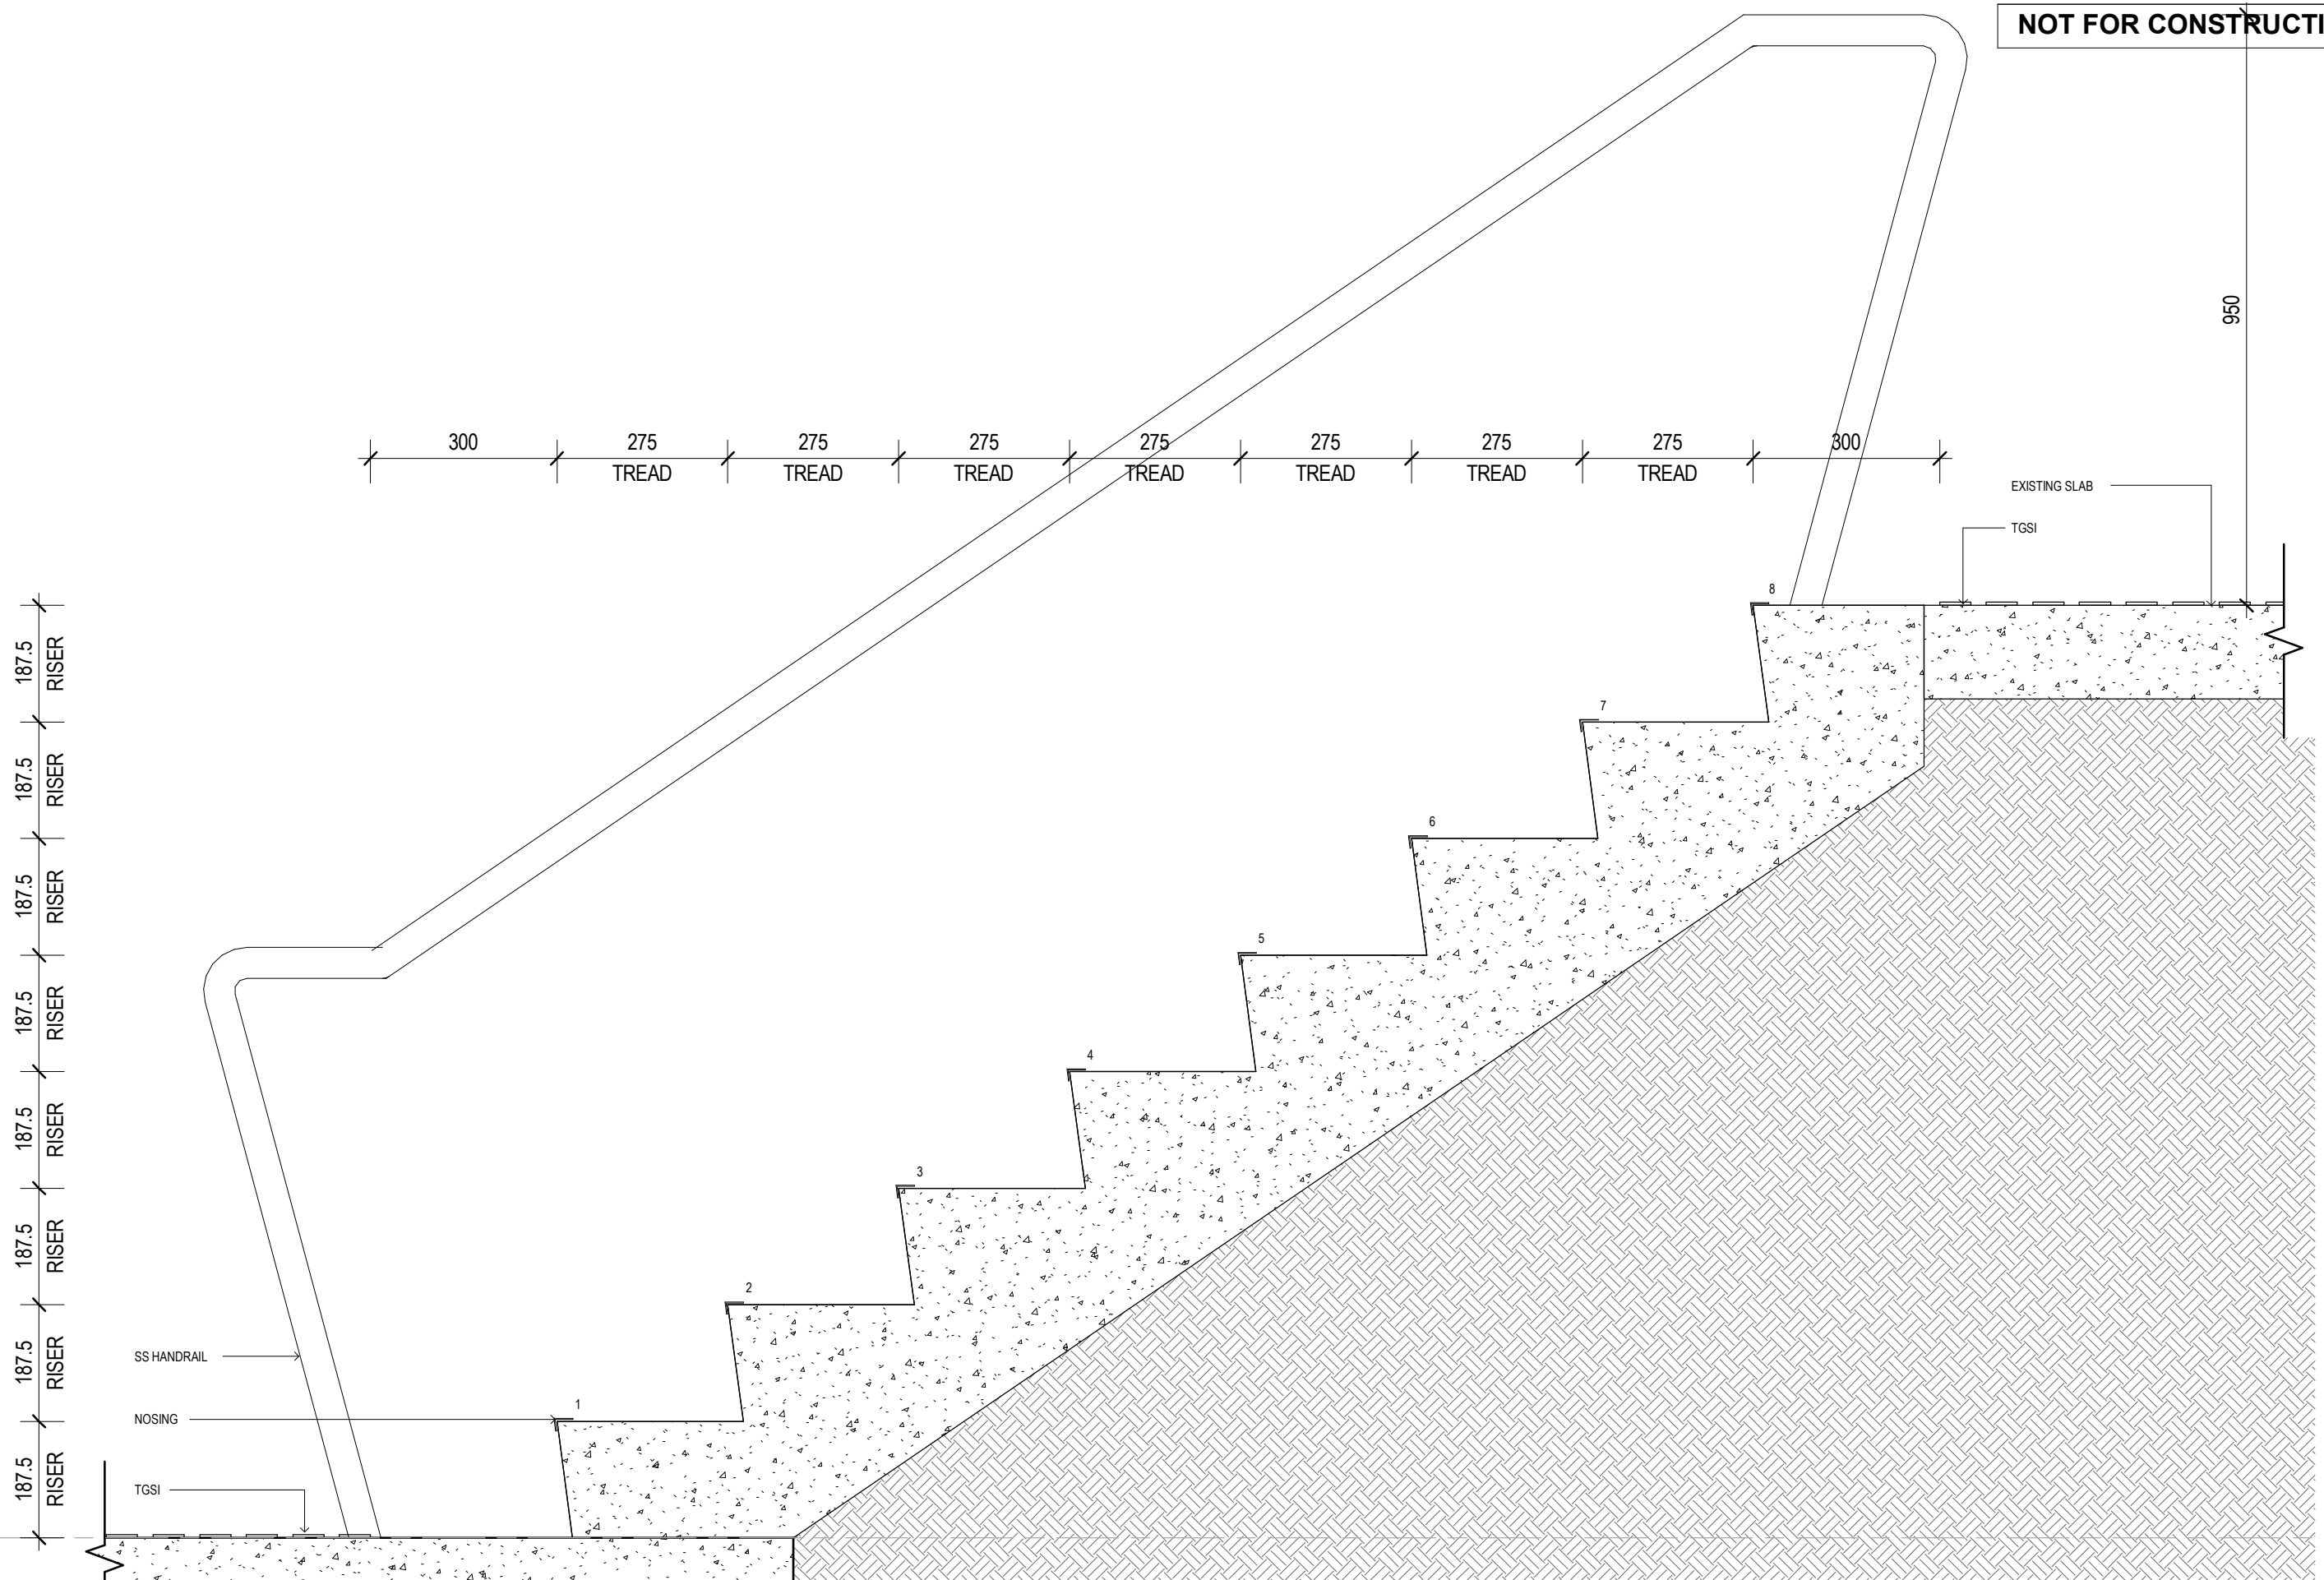 NOT FOR CONSTRUCTI
950
300 275 275 275 275 275 275 275 300
TREAD TREAD TREAD TREAD TREAD TREAD TREAD
EXISTING SLAB
TGSI
8
187.5
RISER
7
187.5
RISER
6
187.5
RISER
5
187.5
RISER
4
187.5
RISER
3
187.5
RISER
2
187.5
RISER
SS HANDRAIL
1
NOSING
187.5
RISER
TGSI